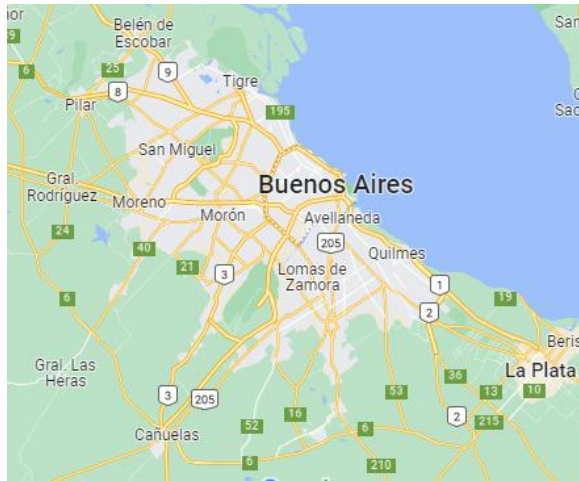 Belén de
Escobar
6
25
9
Tigre
Pilar
8
195
San Miguel
Gral.
Rodríguez
Moreno
Morón
Buenos Aires
Avellaneda
205
24
40
21
3
Lomas de
Zamora
Quilmes
1
19
2
6
Gral. Las
Heras
La Plata
36
13
10
3
205
53
16
52
2
215
Cañuelas
6
6
210